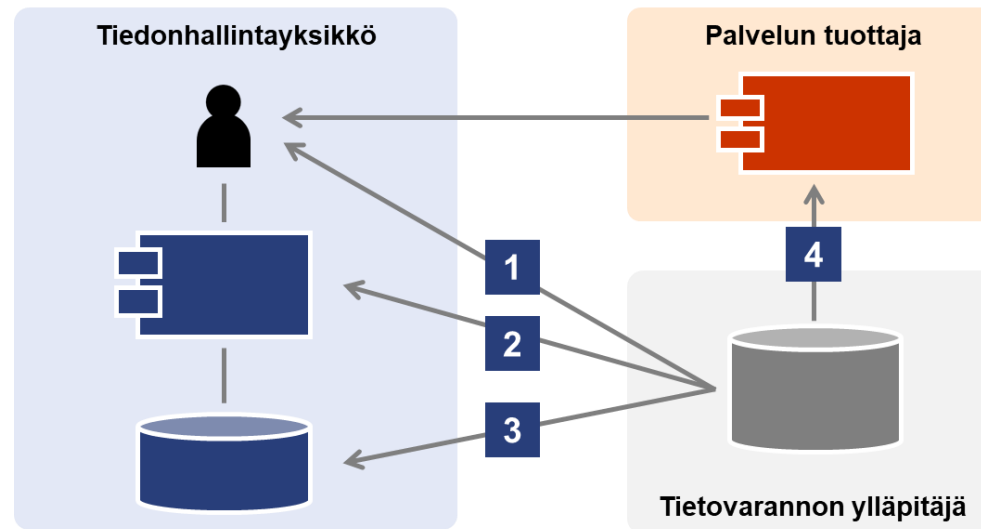 Tiedonhallintayksikkö
Palvelun tuottaja
1
2
3
4
Tietovarannon ylläpitäjä